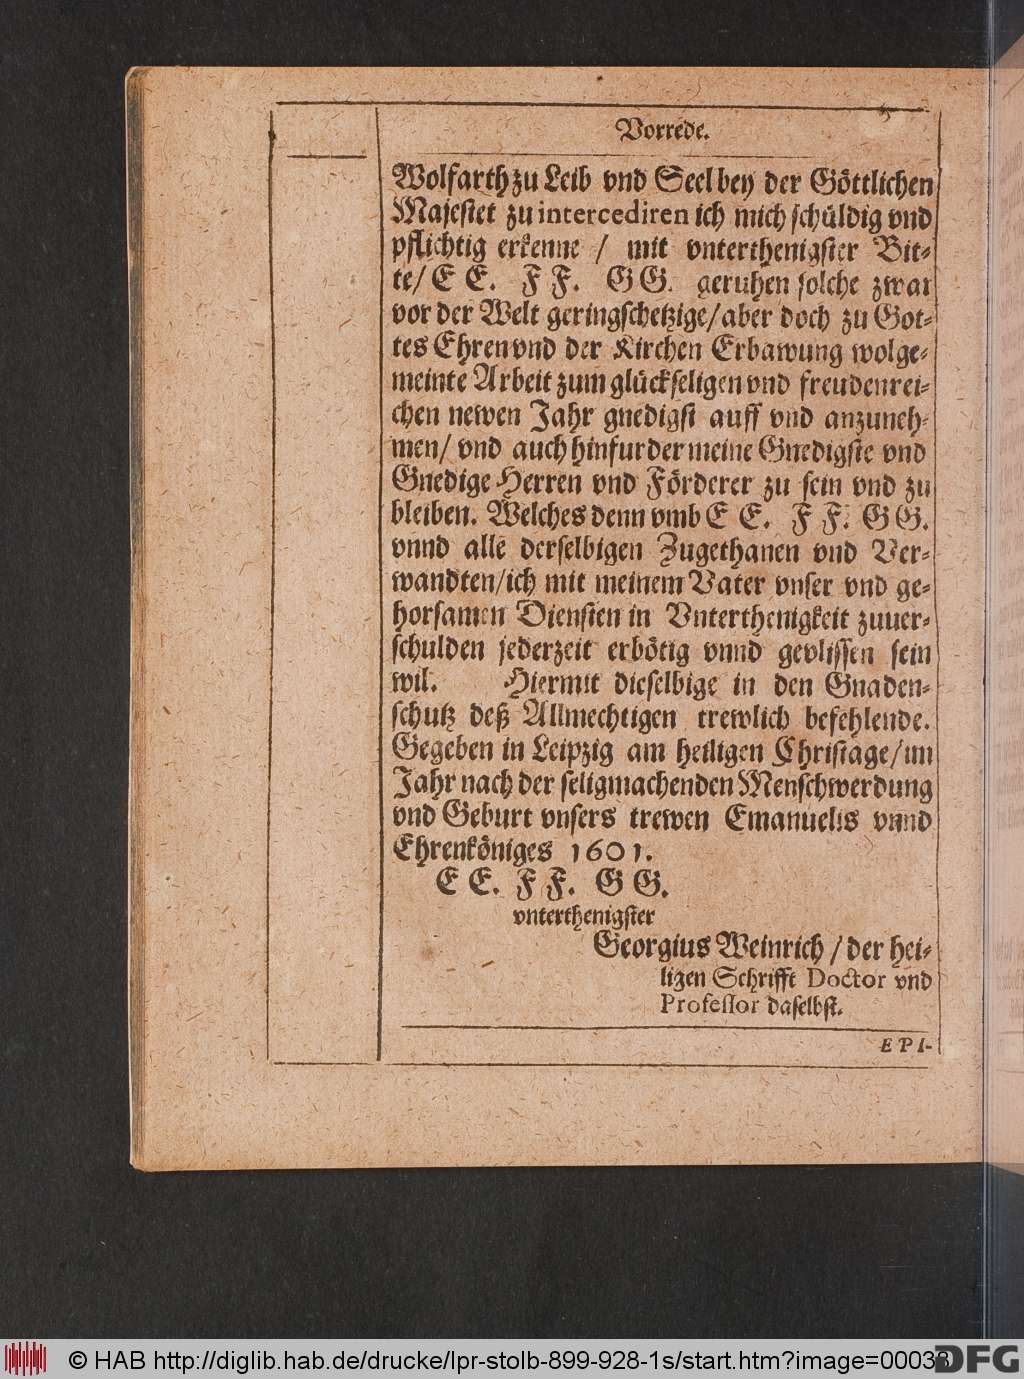 Vorrede.
Wolfarth zu Leib vnd Seel bey der Göttlichen
Majestet zu intercediren ich mich schüldig vnd
pflichtig erkenne / mit vnterthenigster Bit-
te/ E E. F F. G G. geruhen solche zwar
vor der Welt geringschetzige/ aber doch zu Got-
tes Ehren vnd der Kirchen Erbawung wolge-
meinte Arbeit zum glückseligen vnd freudenrei-
chen newen Jahr gnedigst auff vnd anzuneh-
men/ vnd auch hinfurder meine Gnedigste vnd
Gnedige Herren vnd Förderer zu sein vnd zu
bleiben. Welches denn vmb E E. F F. G G.
vnnd alle derselbigen Zugethanen vnd Ver-
wandten/ ich mit meinem Vater vnser vnd ge-
horsamen Diensten in Vnterthenigkeit zuuer-
schulden jederzeit erbötig vnnd gevlissen sein
wil. Hiermit dieselbige in den Gnaden-
schutz deß Allmechtigen trewlich befehlende.
Gegeben in Leipzig am heiligen Christage/ im
Jahr nach der seligmachenden Menschwerdung
vnd Geburt vnsers trewen Emanuelis vnnd
Ehrenköniges 1601.
E E. F F. G G.
vnterthenigster
Georgius Weinrich / der hei-
ligen Schrifft Doctor vnd
Professor daselbst.
EPI-
© HAB http://diglib.hab.de/drucke/lpr-stolb-899-928-1s/start.htm?image=00038
DFG